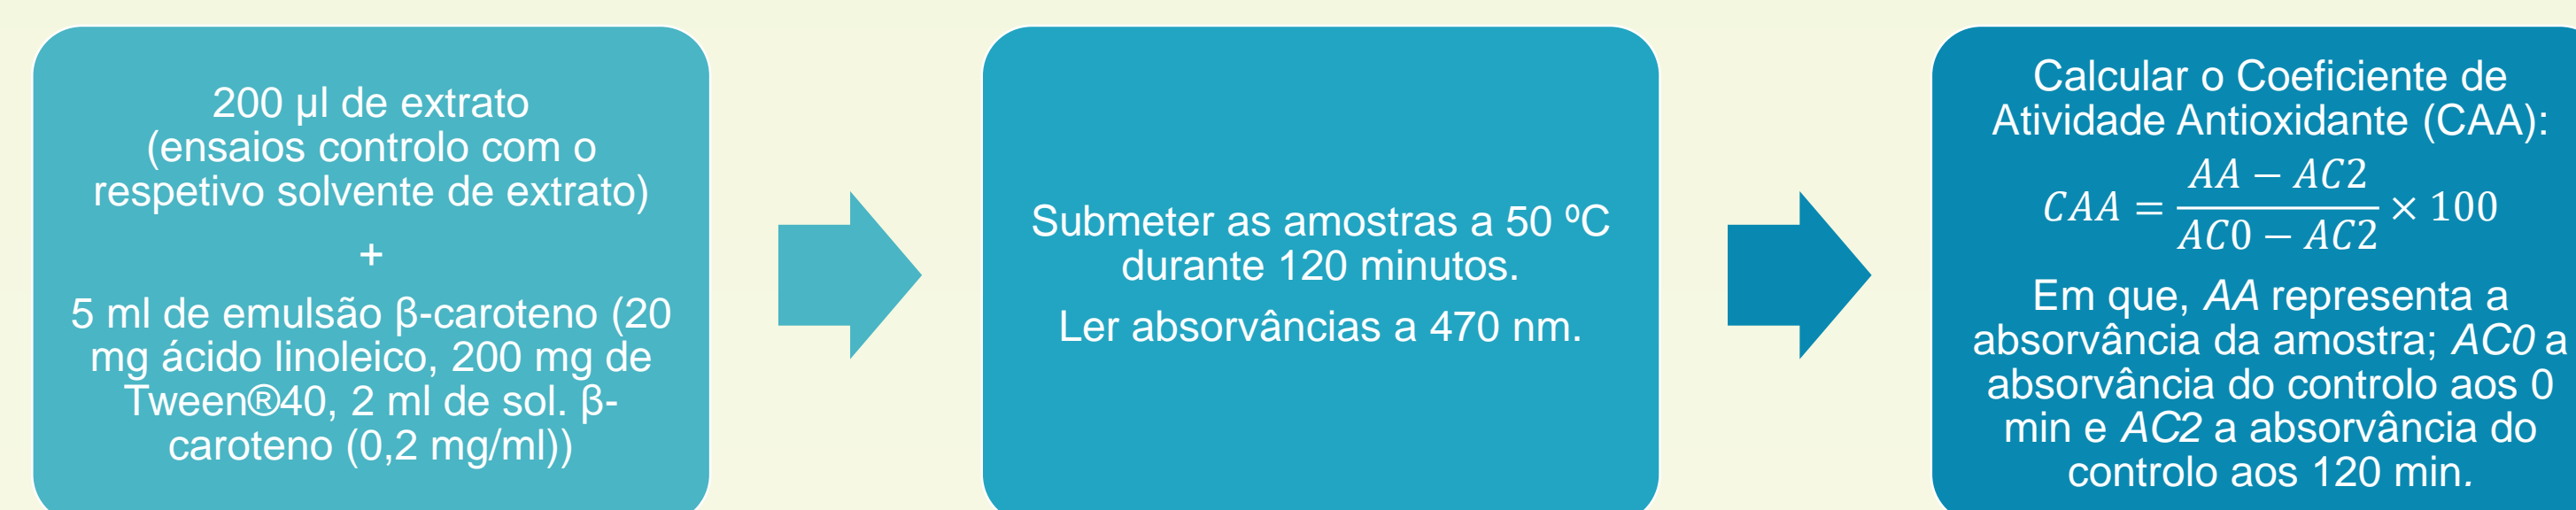 200 µl de extrato
(ensaios controlo com o
respetivo solvente de extrato)
+
5 ml de emulsão β-caroteno (20
mg ácido linoleico, 200 mg de
Tween®40, 2 ml de sol. β-
caroteno (0,2 mg/ml))
Submeter as amostras a 50 ºC
durante 120 minutos.
Ler absorvâncias a 470 nm.
Calcular o Coeficiente de
Atividade Antioxidante (CAA):
CAA = (AA − AC2) / (AC0 − AC2) × 100
Em que, AA representa a
absorvância da amostra; AC0 a
absorvância do controlo aos 0
min e AC2 a absorvância do
controlo aos 120 min.